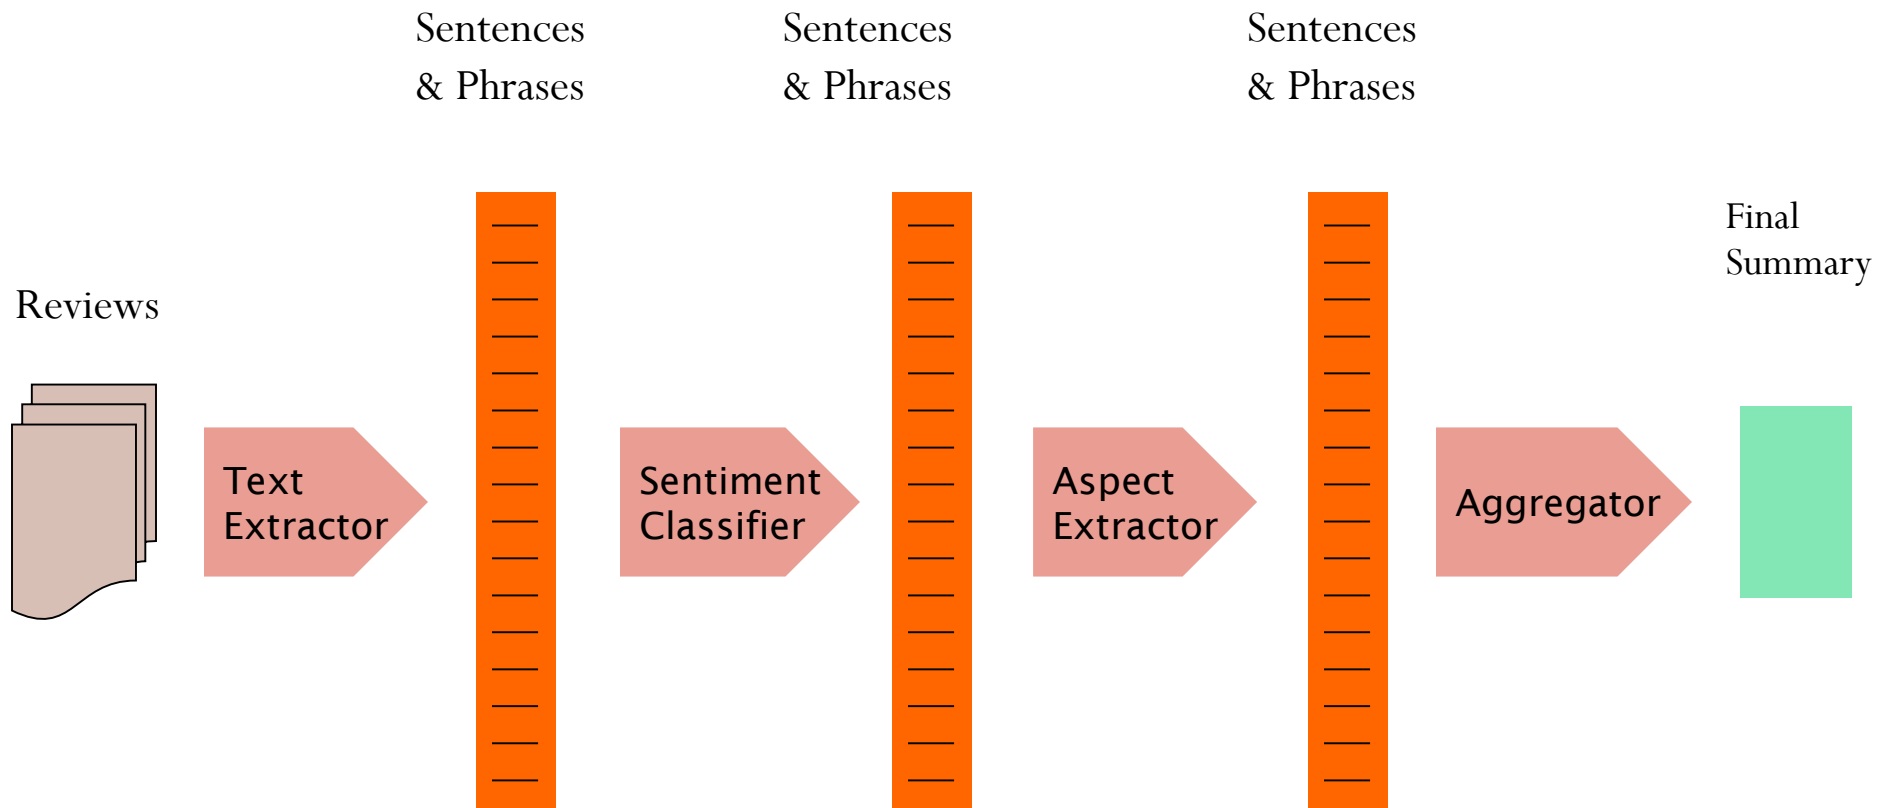 Sentences
& Phrases
Sentences
& Phrases
Sentences
& Phrases
Final
Summary
Reviews
Text
Extractor
Sentiment
Classifier
Aspect
Extractor
Aggregator